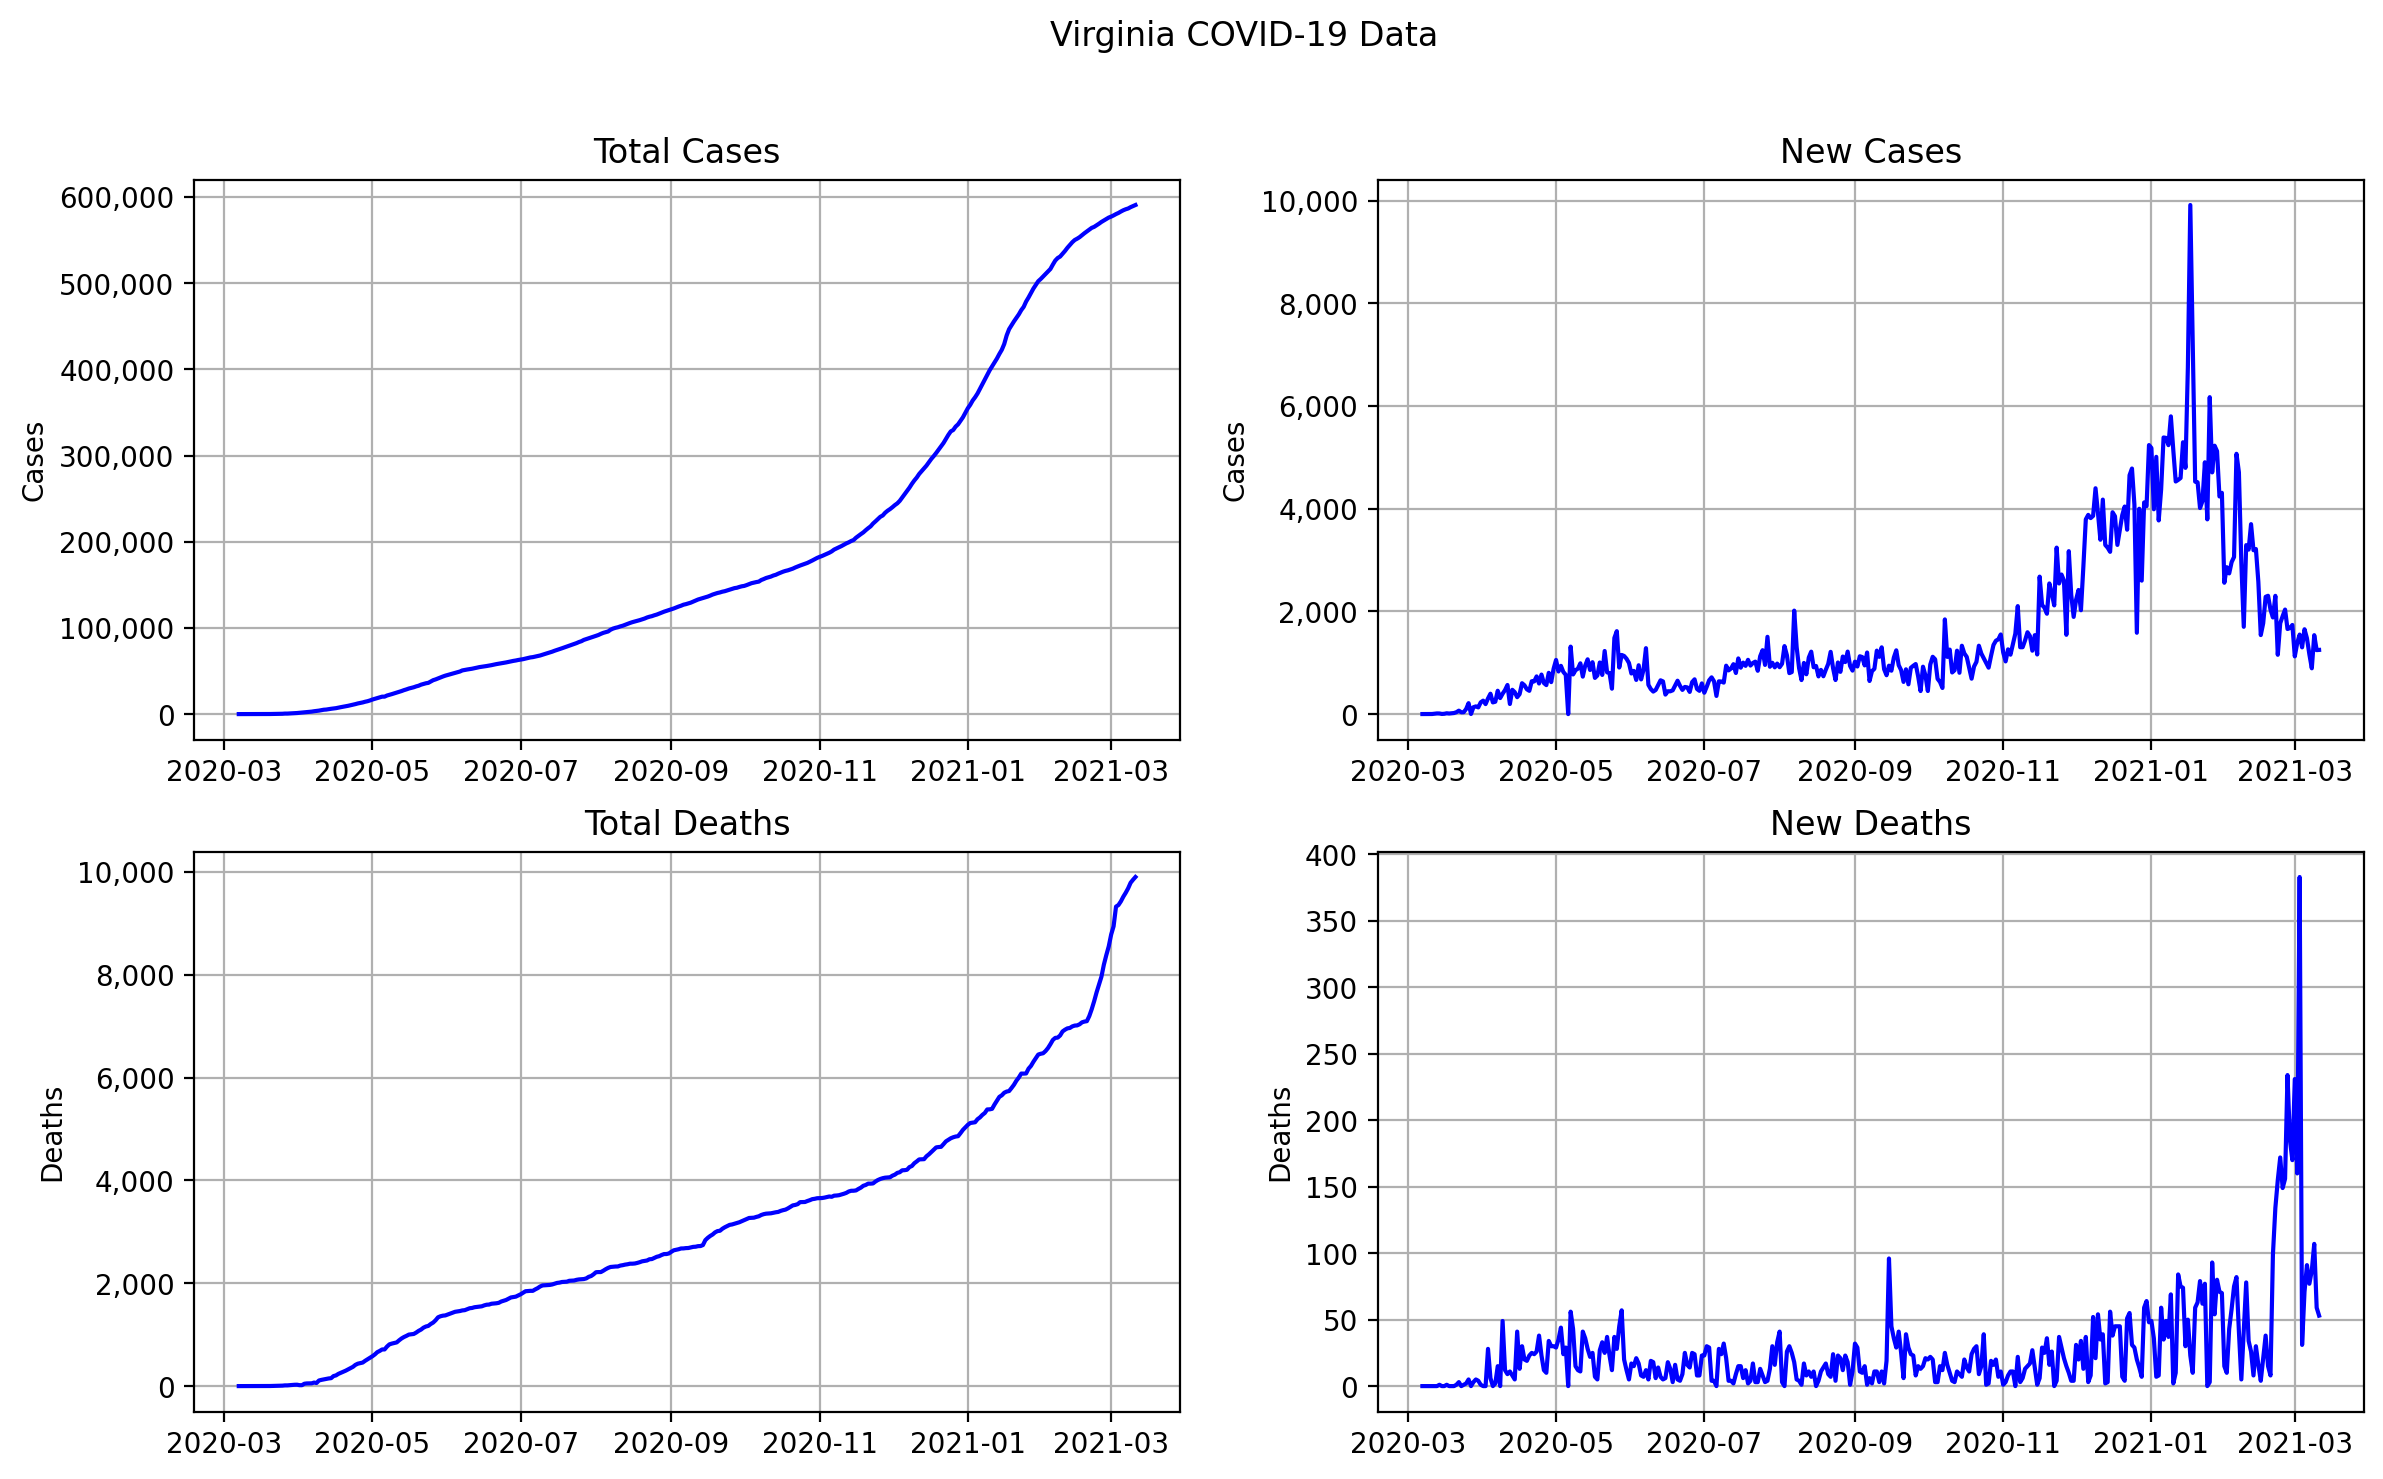 Virginia COVID-19 Data
Total Cases
Cases
600,000
500,000
400,000
300,000
200,000
100,000
0
2020-03 2020-05 2020-07 2020-09 2020-11 2021-01 2021-03
New Cases
Cases
10,000
8,000
6,000
4,000
2,000
0
2020-03 2020-05 2020-07 2020-09 2020-11 2021-01 2021-03
Total Deaths
Deaths
10,000
8,000
6,000
4,000
2,000
0
2020-03 2020-05 2020-07 2020-09 2020-11 2021-01 2021-03
New Deaths
Deaths
400
350
300
250
200
150
100
50
0
2020-03 2020-05 2020-07 2020-09 2020-11 2021-01 2021-03